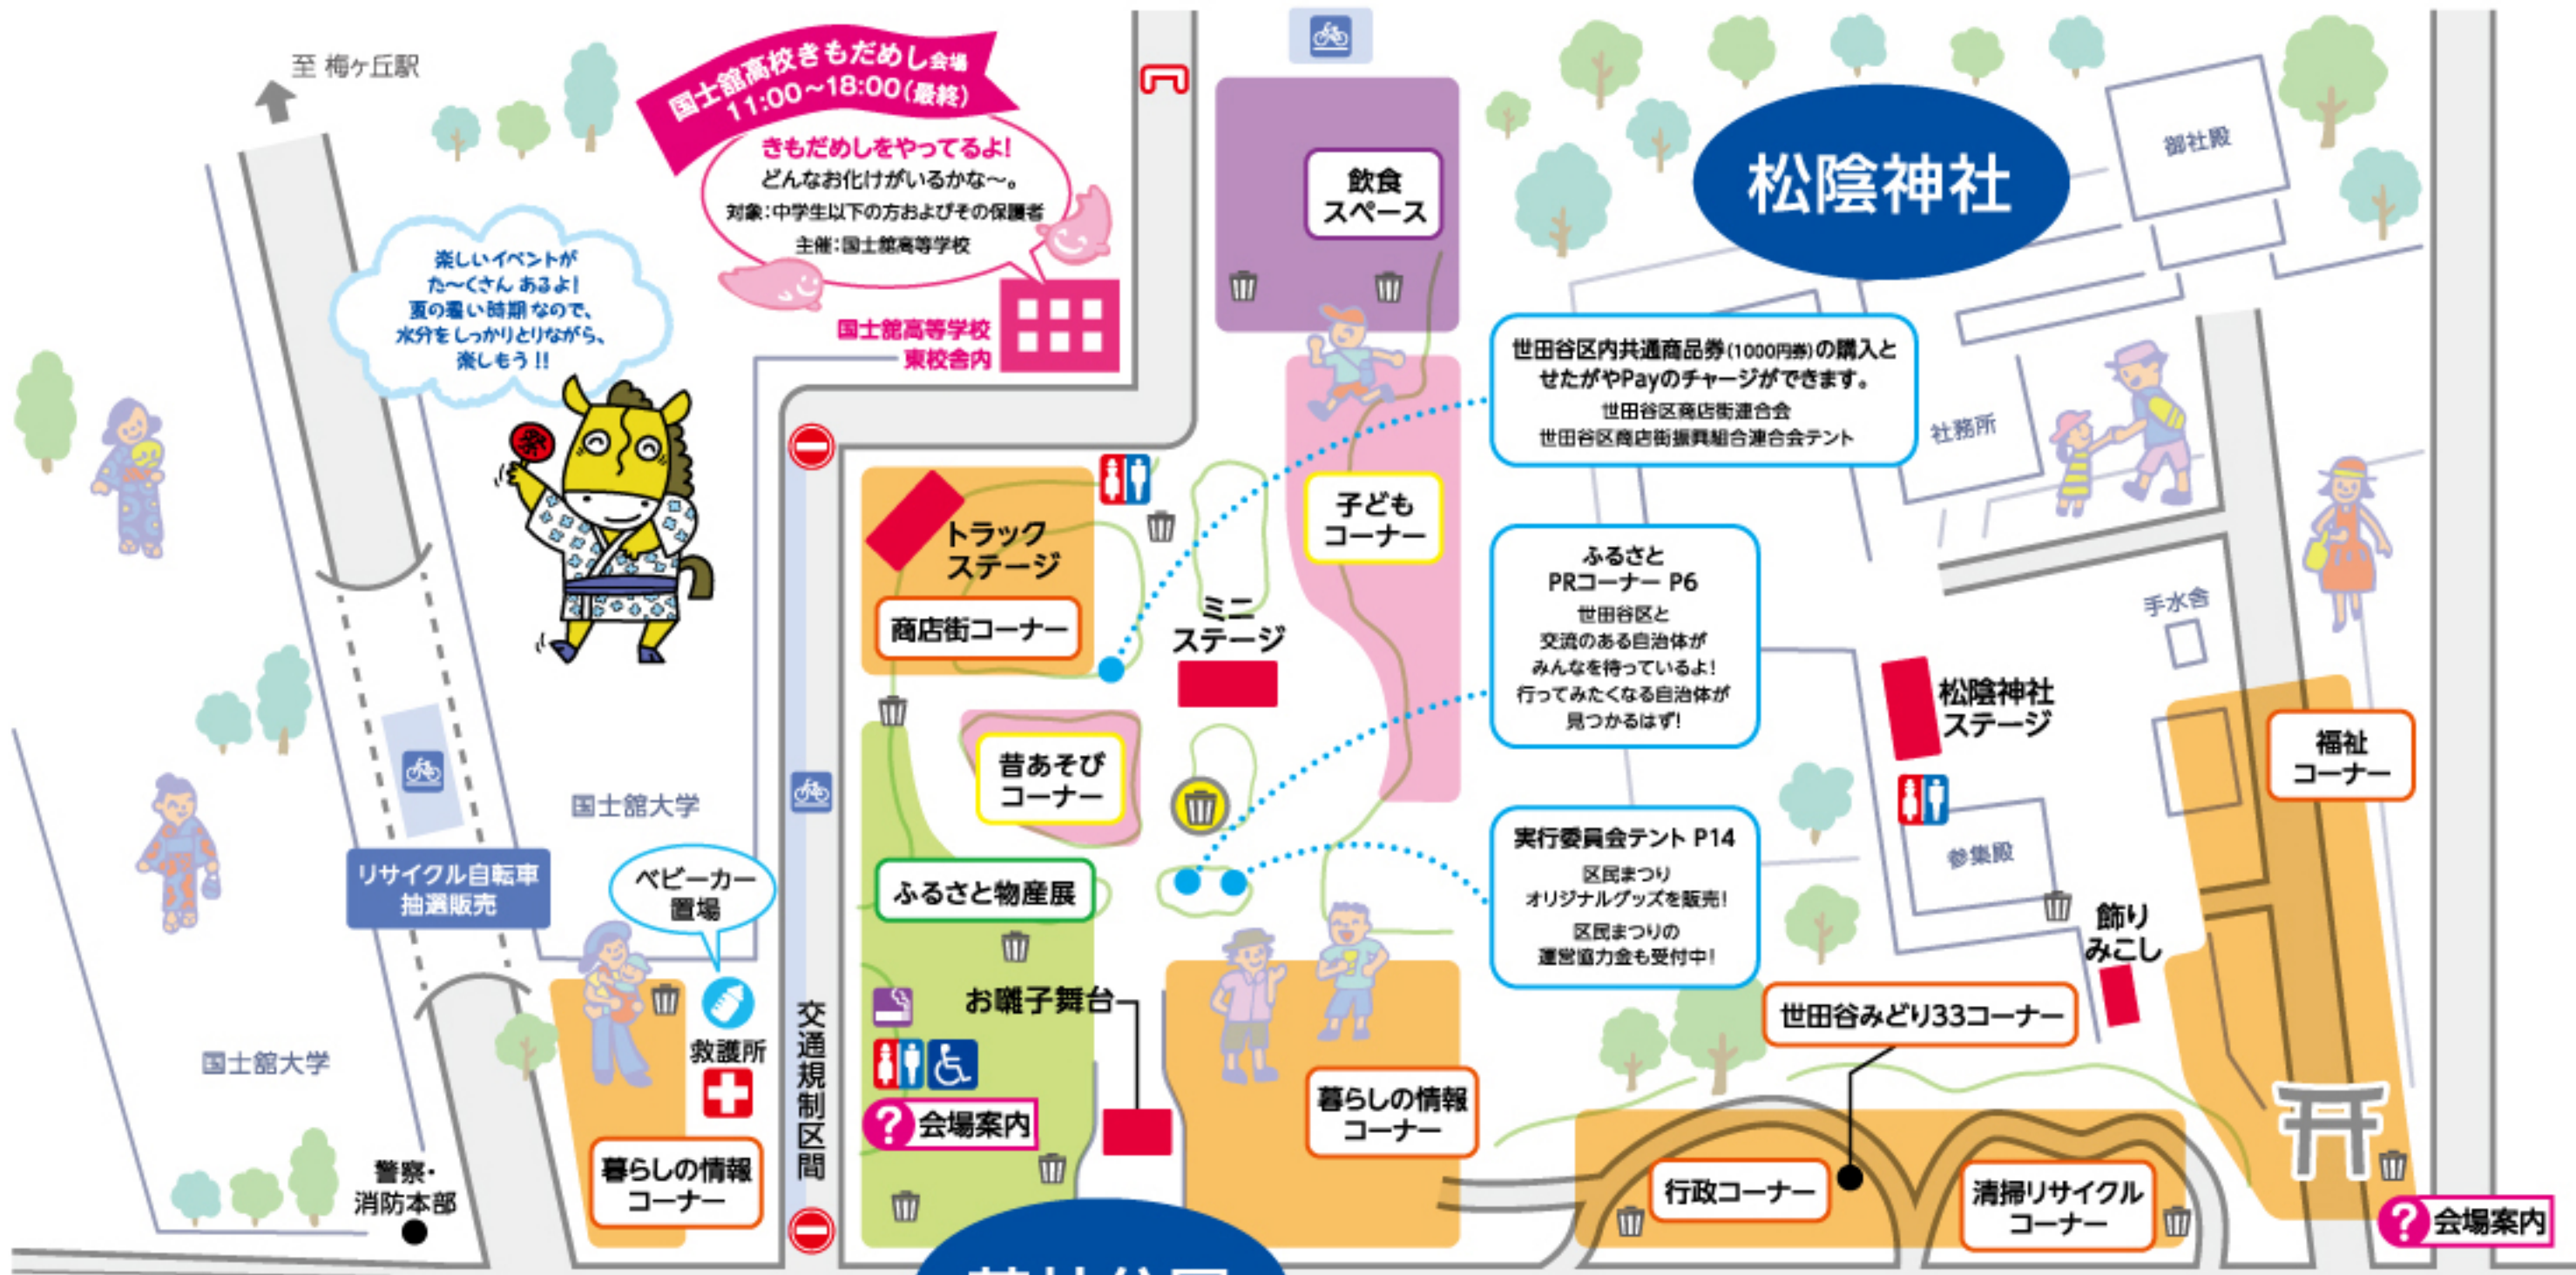 至 梅ヶ丘駅
国士舘高校きもだめし会場
11:00～18:00(最終)
きもだめしをやってるよ!
どんなお化けがいるかな～。
対象:中学生以下の方およびその保護者
主催:国士舘高等学校
国士舘高等学校
東校舎内
楽しいイベントが
た～くさん あるよ!
夏の暑い時期なので、
水分をしっかりとりながら、
楽しもう!!
祭
飲食
スペース
松陰神社
御社殿
世田谷区内共通商品券(1000円券)の購入と
せたがやPayのチャージができます。
世田谷区商店街連合会
世田谷区商店街振興組合連合会テント
社務所
トラック
ステージ
商店街コーナー
子ども
コーナー
ミニ
ステージ
ふるさと
PRコーナー P6
世田谷区と
交流のある自治体が
みんなを待っているよ!
行ってみたくなる自治体が
見つかるはず!
手水舎
松陰神社
ステージ
福祉
コーナー
昔あそび
コーナー
国士舘大学
リサイクル自転車
抽選販売
ベビーカー
置場
ふるさと物産展
実行委員会テント P14
区民まつり
オリジナルグッズを販売!
区民まつりの
運営協力金も受付中!
参集殿
飾り
みこし
お囃子舞台
世田谷みどり33コーナー
救護所
交通規制区間
国士舘大学
?会場案内
暮らしの情報
コーナー
暮らしの情報
コーナー
警察・
消防本部
行政コーナー
清掃リサイクル
コーナー
?会場案内